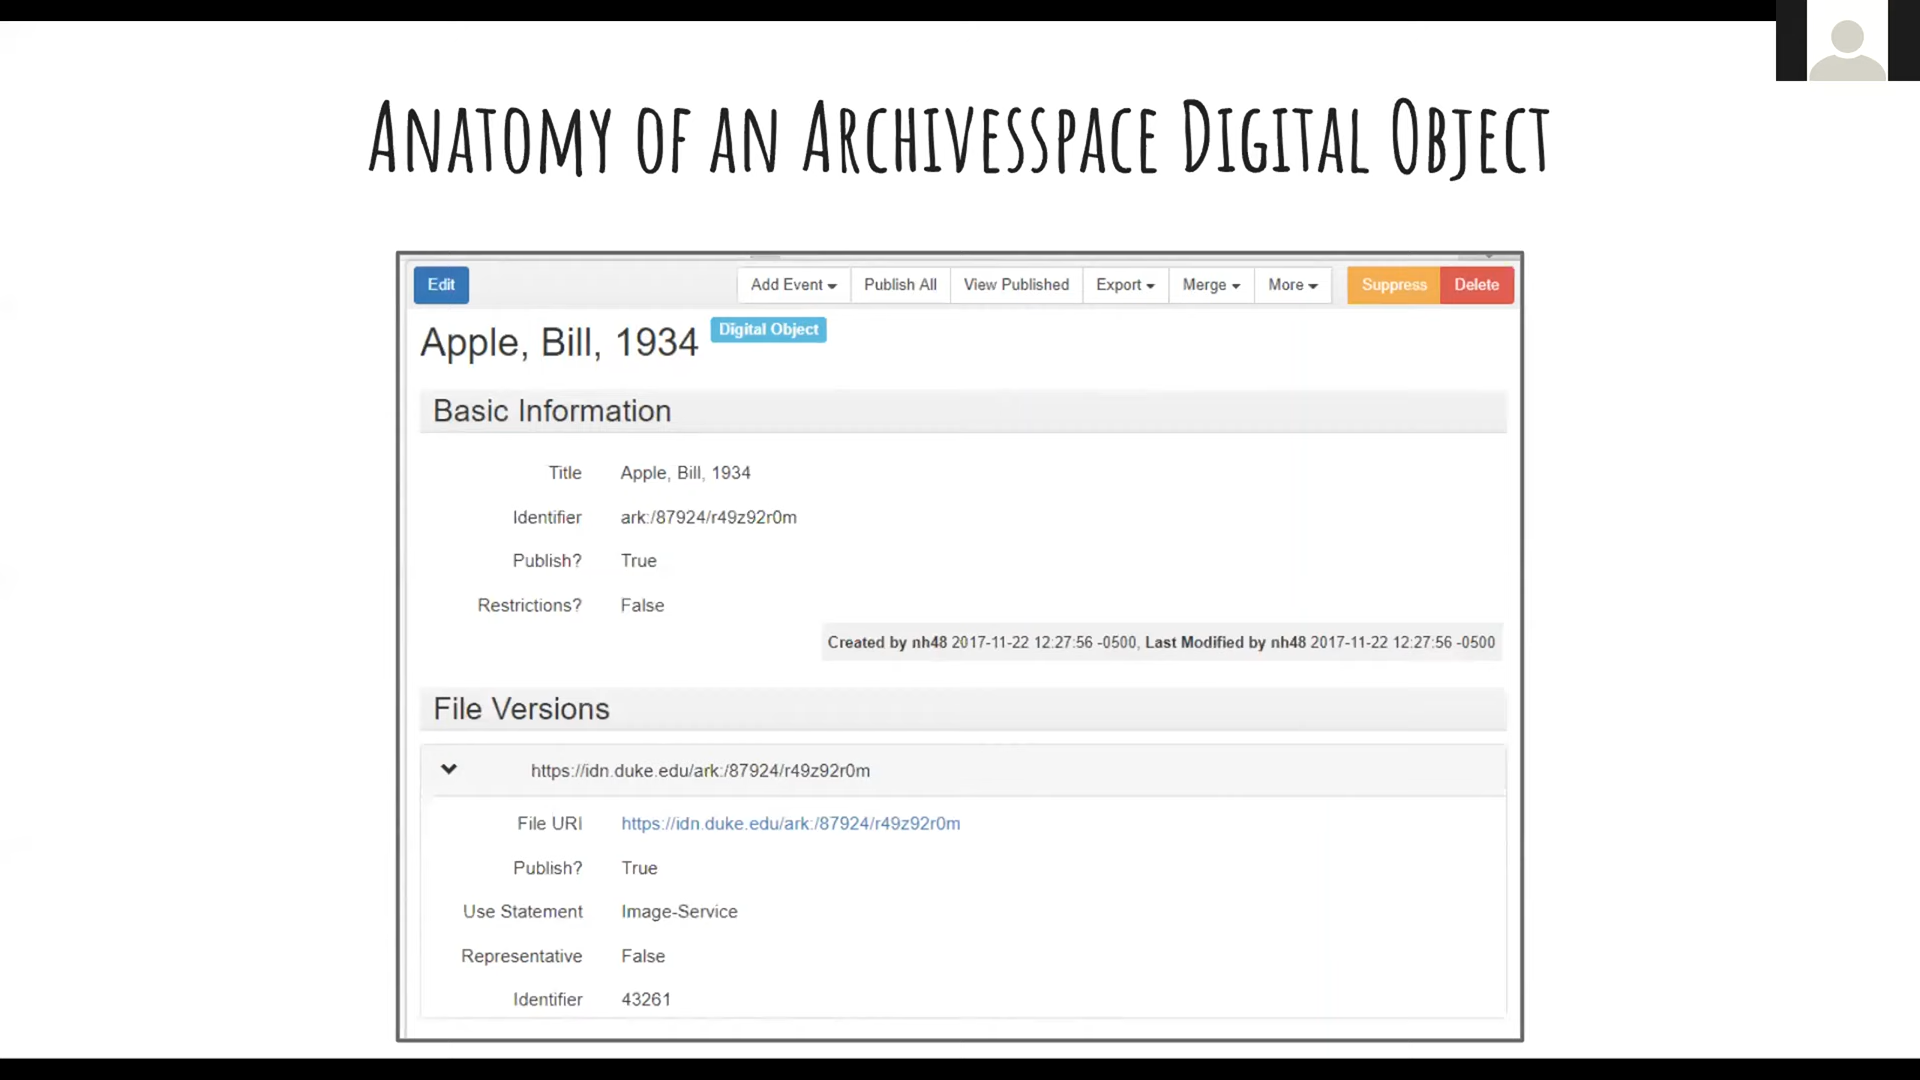 Anatomy of an ArchivesSpace Digital Object
Edit Add Event Publish All View Published Export Merge More Suppress Delete
Apple, Bill, 1934 Digital Object
Basic Information
Title Apple, Bill, 1934
Identifier ark:/87924/r49z92r0m
Publish? True
Restrictions? False
Created by nh48 2017-11-22 12:27:56 -0500, Last Modified by nh48 2017-11-22 12:27:56 -0500
File Versions
https://idn.duke.edu/ark:/87924/r49z92r0m
File URI https://idn.duke.edu/ark:/87924/r49z92r0m
Publish? True
Use Statement Image-Service
Representative False
Identifier 43261